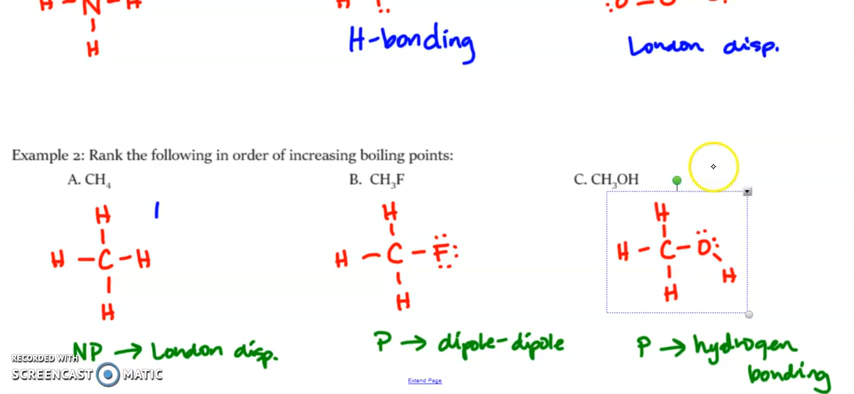 H - N - H
H
H
H-bonding
London disp.
Example 2: Rank the following in order of increasing boiling points:
A. CH₄
B. CH₃F
C. CH₃OH
H
H - C - H
H
H
H - C - F
H
H
H - C - O
H
H
NP → London disp.
P → dipole-dipole
P → hydrogen
bonding
RECORDED WITH
SCREENCAST MATIC
Extend Page